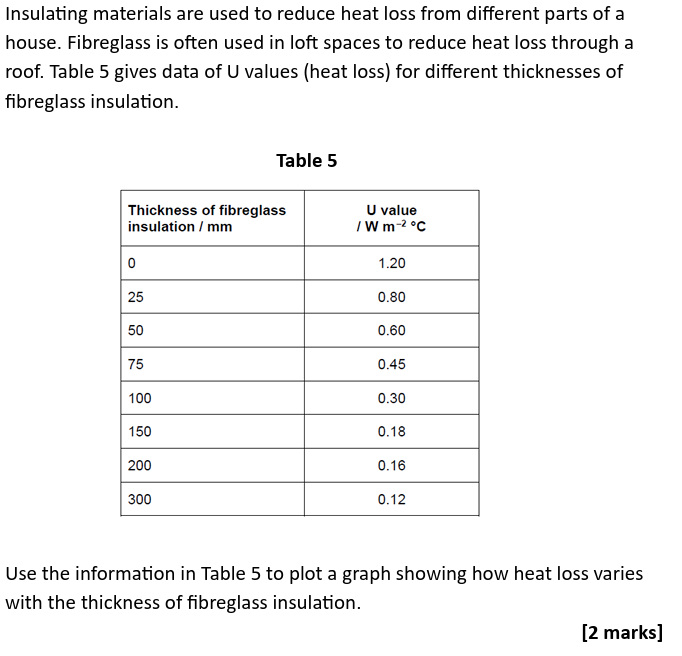 Insulating materials are used to reduce heat loss from different parts of a
house. Fibreglass is often used in loft spaces to reduce heat loss through a
roof. Table 5 gives data of U values (heat loss) for different thicknesses of
fibreglass insulation.
Table 5
Thickness of fibreglass insulation / mm | U value / W m⁻² °C
0 | 1.20
25 | 0.80
50 | 0.60
75 | 0.45
100 | 0.30
150 | 0.18
200 | 0.16
300 | 0.12
Use the information in Table 5 to plot a graph showing how heat loss varies
with the thickness of fibreglass insulation.
[2 marks]